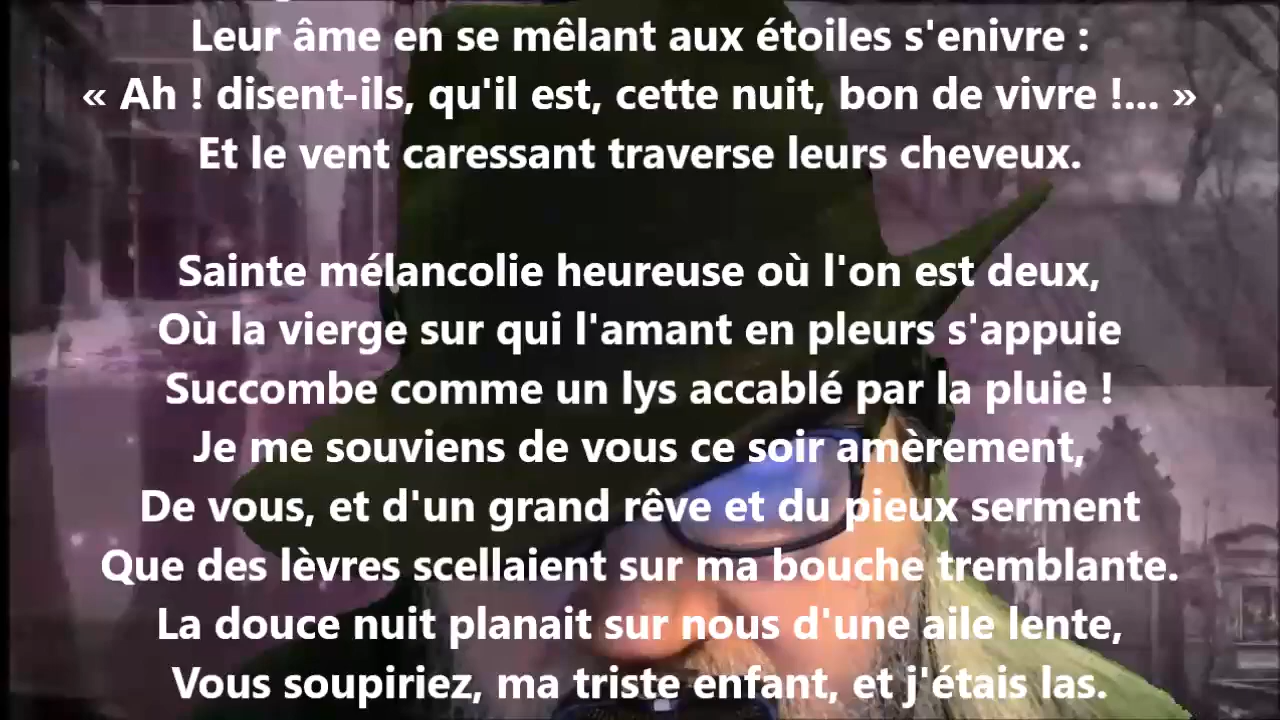 Leur âme en se mêlant aux étoiles s'enivre :
« Ah ! disent-ils, qu'il est, cette nuit, bon de vivre !... »
Et le vent caressant traverse leurs cheveux.
Sainte mélancolie heureuse où l'on est deux,
Où la vierge sur qui l'amant en pleurs s'appuie
Succombe comme un lys accablé par la pluie !
Je me souviens de vous ce soir amèrement,
De vous, et d'un grand rêve et du pieux serment
Que des lèvres scellaient sur ma bouche tremblante.
La douce nuit planait sur nous d'une aile lente,
Vous soupiriez, ma triste enfant, et j'étais las.